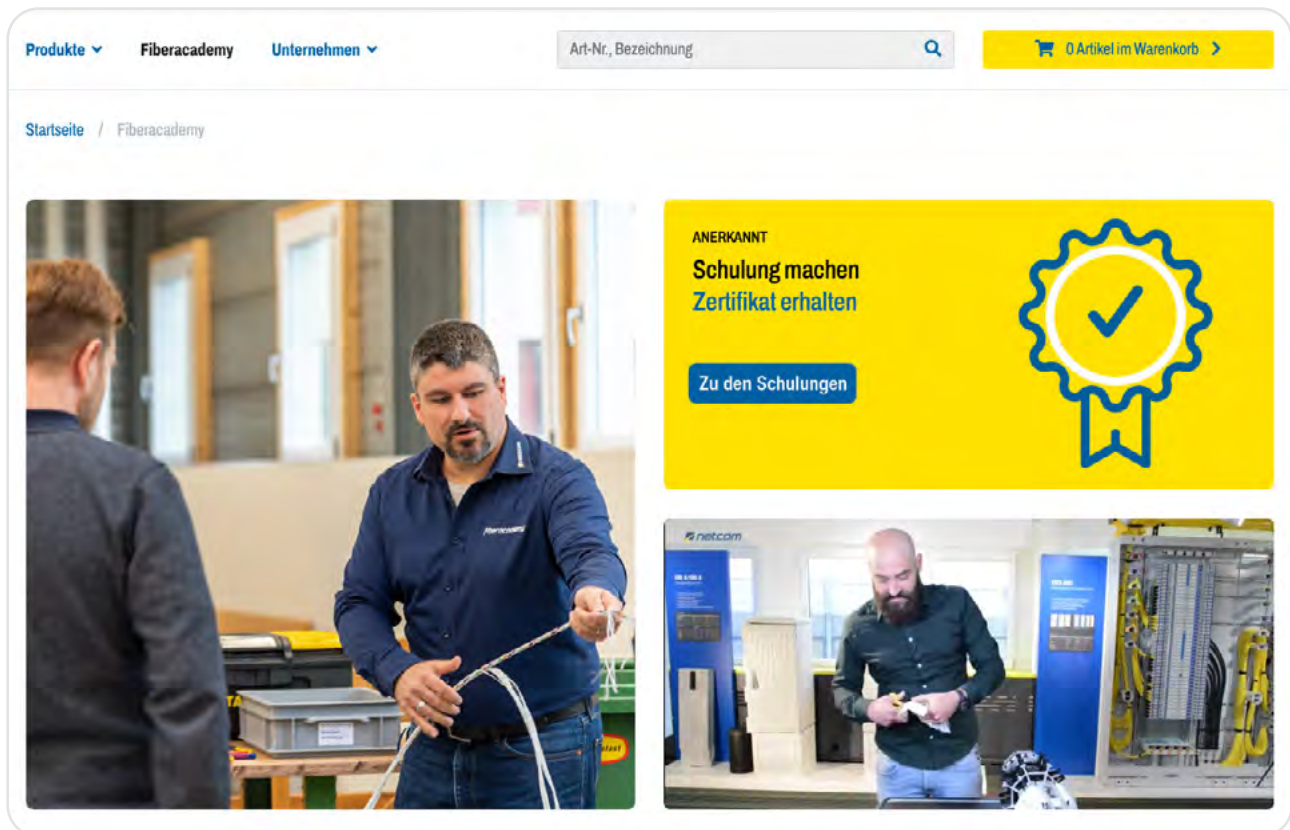 Produkte
Fiberacademy
Unternehmen
Art-Nr., Bezeichnung
0 Artikel im Warenkorb
Startseite / Fiberacademy
ANERKANNT
Schulung machen
Zertifikat erhalten
Zu den Schulungen
fiberacademy
netcom